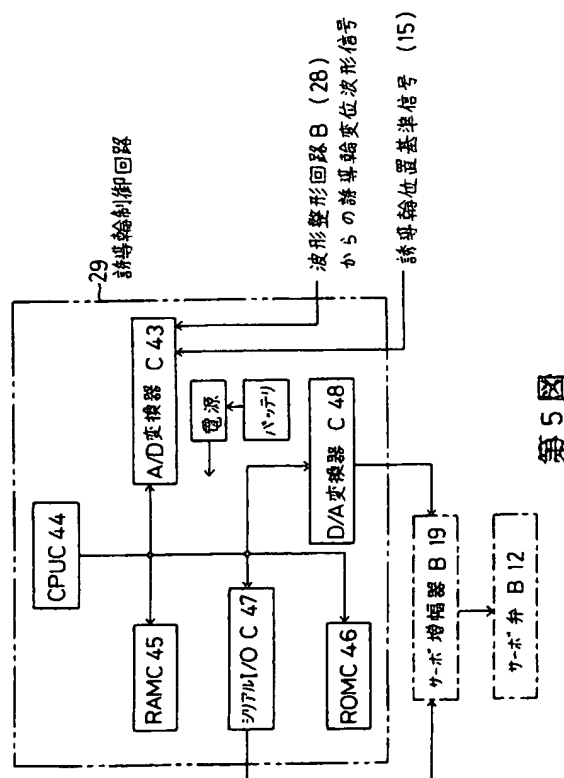 29
誘導輪制御回路
CPUC 44
RAMC 45
A/D変換器 C 43
シリアルI/O C 47
電源
バッテリ
ROMC 46
D/A変換器 C 48
波形整形回路 B (28)
からの誘導輪変位波形信号
誘導輪位置基準信号 (15)
サーボ増幅器 B 19
サーボ弁 B 12
第5図